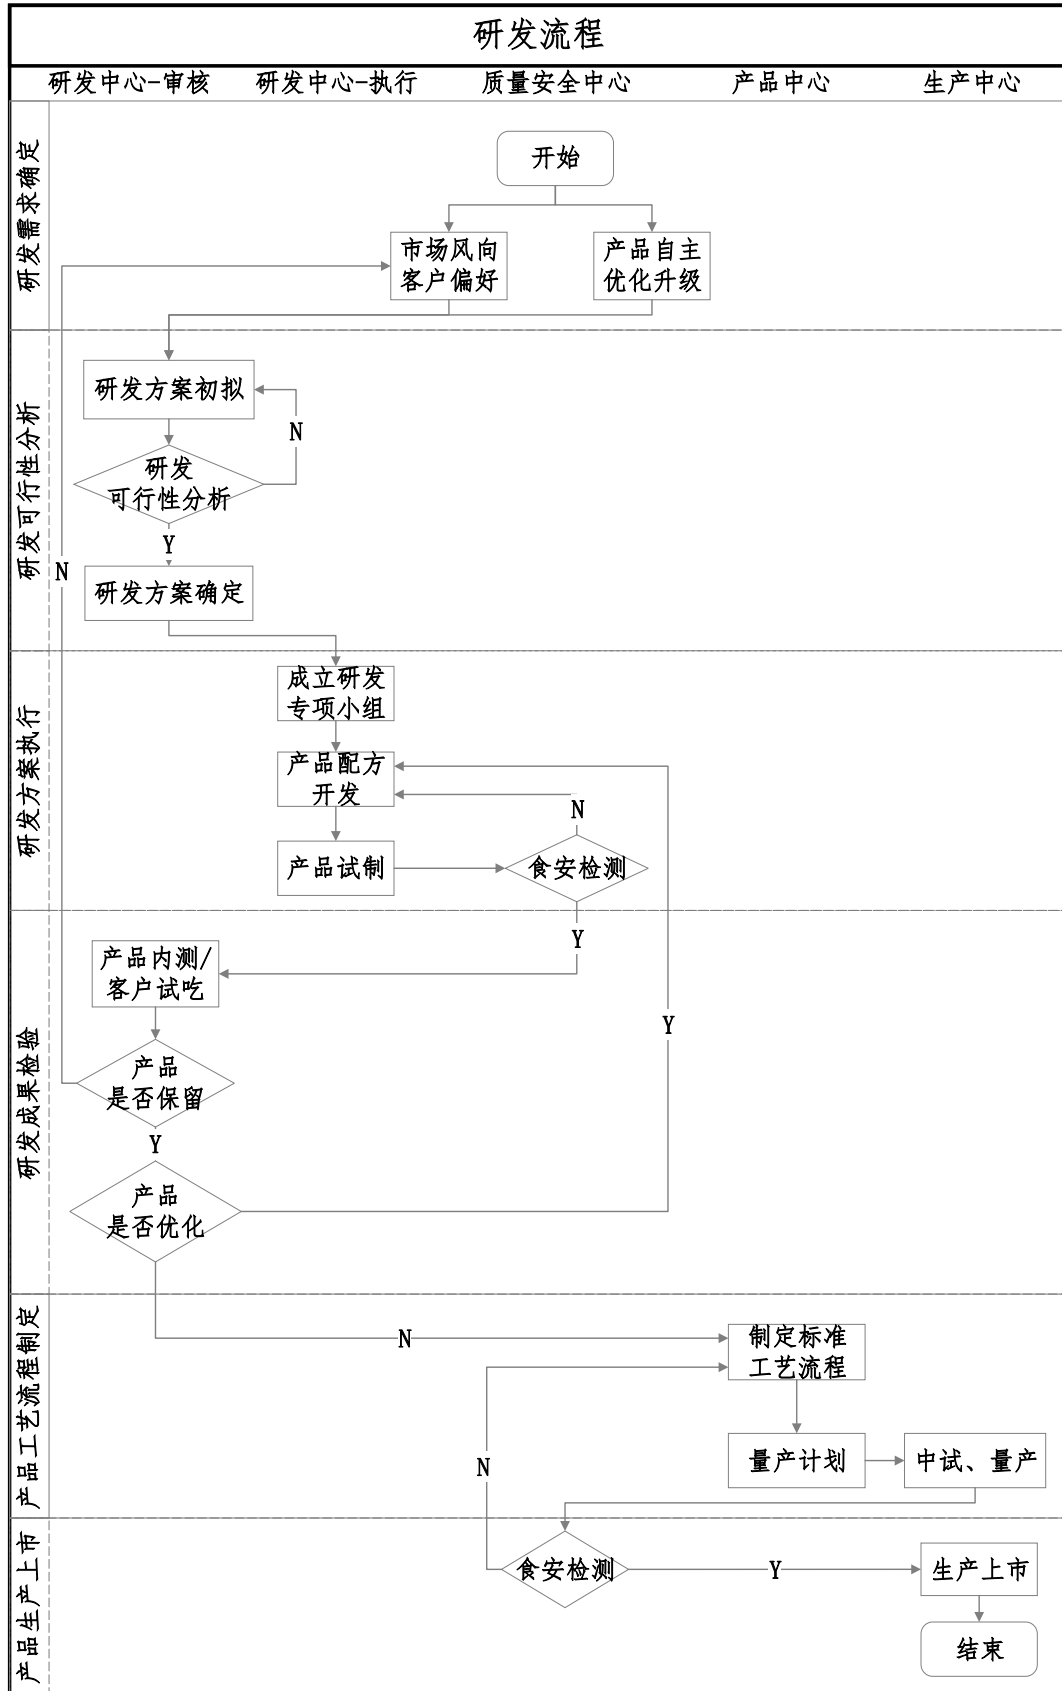 研发流程
研发中心-审核
研发中心-执行
质量安全中心
产品中心
生产中心
研发需求确定
开始
市场风向
客户偏好
产品自主
优化升级
研发可行性分析
研发方案初拟
N
研发
可行性分析
Y
N
研发方案确定
研发方案执行
成立研发
专项小组
产品配方
开发
N
产品试制
食安检测
Y
研发成果检验
产品内测/
客户试吃
Y
产品
是否保留
Y
产品
是否优化
产品工艺流程制定
N
制定标准
工艺流程
N
量产计划
中试、量产
产品生产上市
食安检测
Y
生产上市
结束